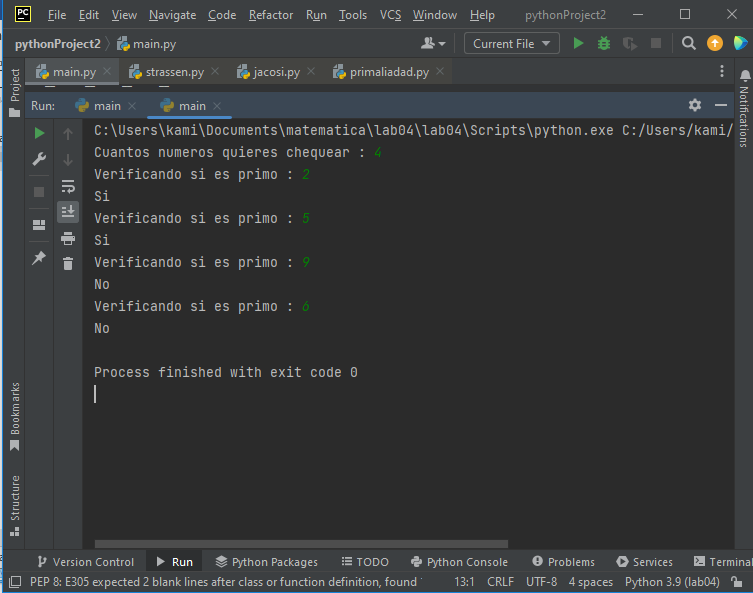 PC File Edit View Navigate Code Refactor Run Tools VCS Window Help pythonProject2
pythonProject2 main.py Current File
main.py strassen.py jacosi.py primaliadad.py
Project
Run: main main
Notifications
C:\Users\kami\Documents\matematica\lab04\lab04\Scripts\python.exe C:/Users/kami/
Cuantos numeros quieres chequear : 4
Verificando si es primo : 2
Si
Verificando si es primo : 5
Si
Verificando si es primo : 9
No
Verificando si es primo : 6
No
Process finished with exit code 0
Bookmarks
Structure
Version Control Run Python Packages TODO Python Console Problems Services Termina
PEP 8: E305 expected 2 blank lines after class or function definition, found 13:1 CRLF UTF-8 4 spaces Python 3.9 (lab04)